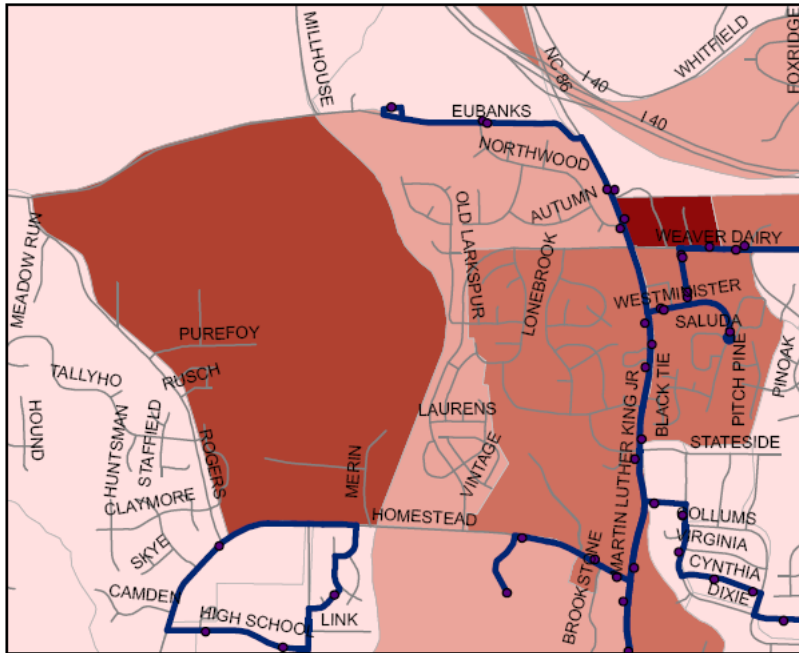 MILLHOUSE
NC 86
I 40
WHITFIELD
FOXRIDGE
I 40
EUBANKS
NORTHWOOD
AUTUMN
MEADOW RUN
OLD LARKSPUR
LONEBROOK
WEAVER DAIRY
WESTMINISTER
SALUDA
PUREFOY
TALLYHO
RUSCH
BLACK TIE
PITCH PINE
PINOAK
HOUND
HUNTSMAN
STAFFIELD
LAURENS
MARTIN LUTHER KING JR
STATESIDE
ROGERS
MERIN
VINTAGE
CLAYMORE
HOMESTEAD
COLLUMS
SKYE
VIRGINIA
BROOKSTONE
CYNTHIA
CAMDEN
DIXIE
HIGH SCHOOL
LINK